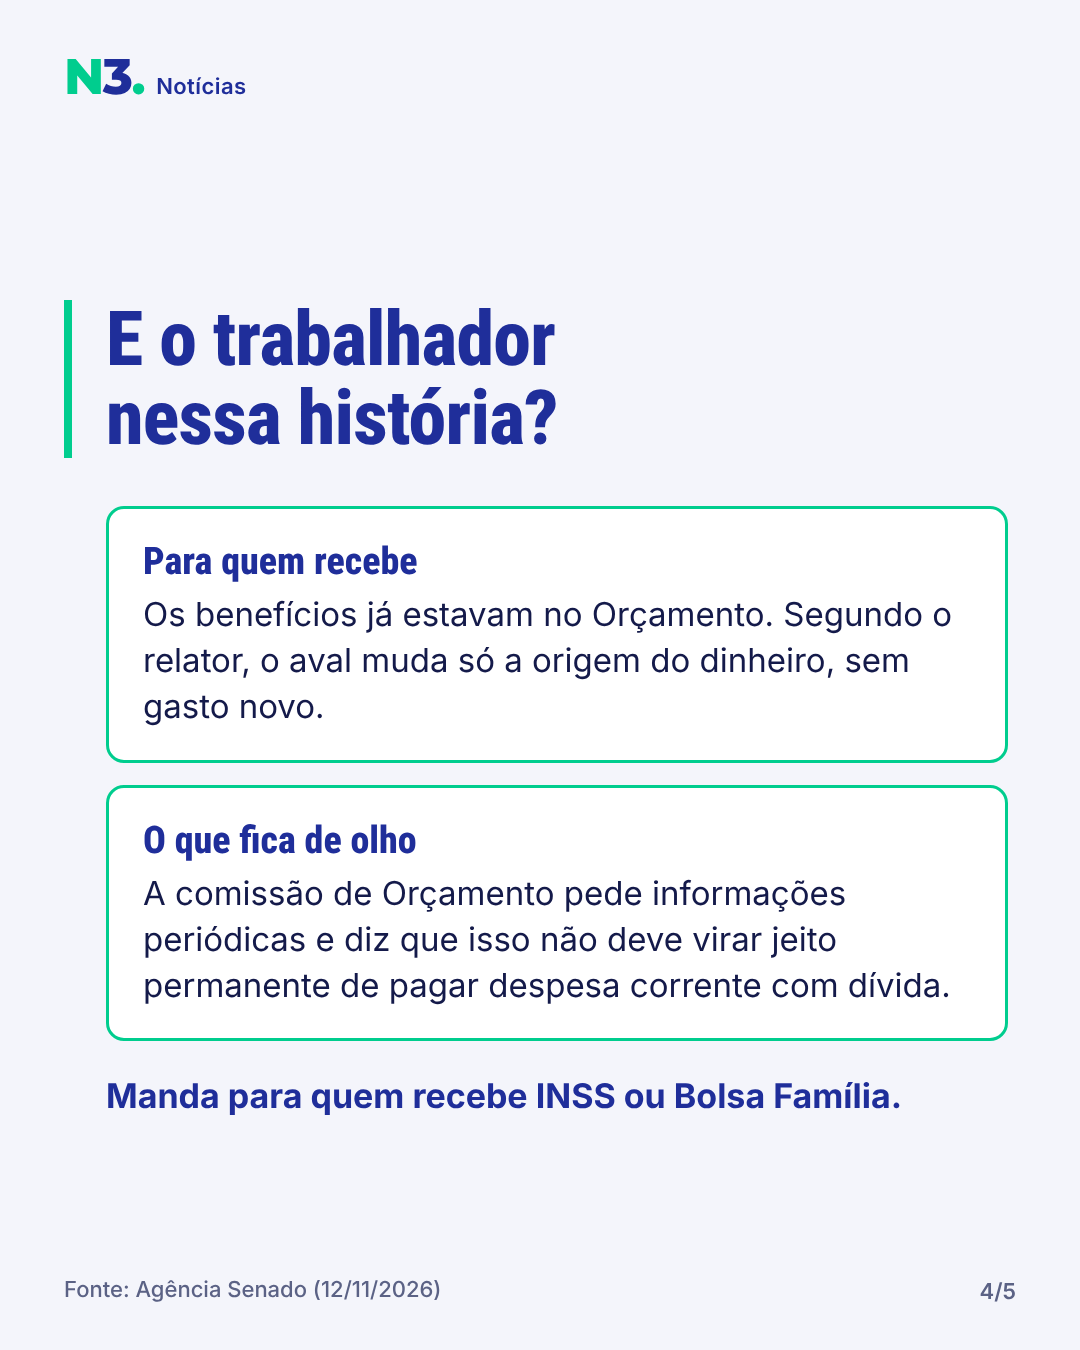 N3. Notícias
E o trabalhador
nessa história?
Para quem recebe
Os benefícios já estavam no Orçamento. Segundo o
relator, o aval muda só a origem do dinheiro, sem
gasto novo.
O que fica de olho
A comissão de Orçamento pede informações
periódicas e diz que isso não deve virar jeito
permanente de pagar despesa corrente com dívida.
Manda para quem recebe INSS ou Bolsa Família.
Fonte: Agência Senado (12/11/2026)
4/5